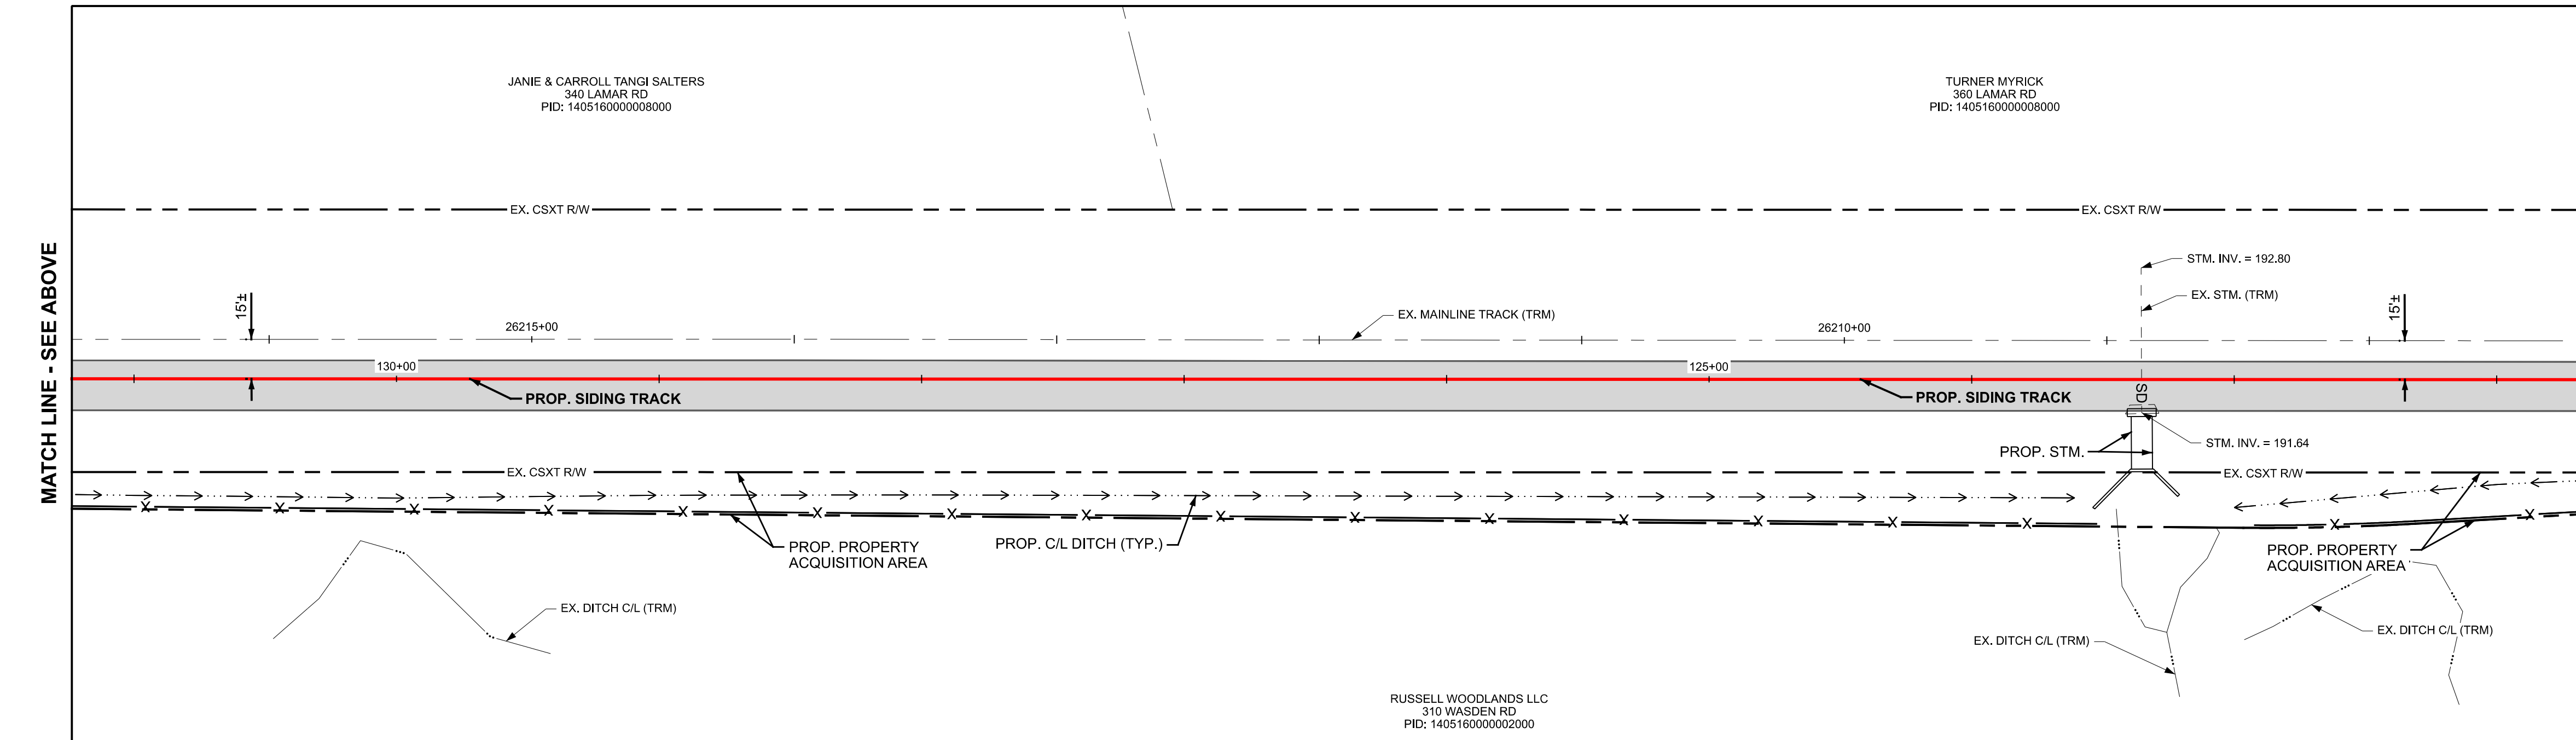 JANIE & CARROLL TANGI SALTERS
340 LAMAR RD
PID: 1405160000008000
TURNER MYRICK
360 LAMAR RD
PID: 1405160000008000
EX. CSXT R/W
EX. CSXT R/W
MATCH LINE - SEE ABOVE
STM. INV. = 192.80
EX. STM. (TRM)
15'±
15'±
26215+00
EX. MAINLINE TRACK (TRM)
26210+00
130+00
125+00
PROP. SIDING TRACK
PROP. SIDING TRACK
SD
STM. INV. = 191.64
PROP. STM.
EX. CSXT R/W
EX. CSXT R/W
X X X X X X X X X X X X X X X X X
PROP. PROPERTY
ACQUISITION AREA
PROP. C/L DITCH (TYP.)
PROP. PROPERTY
ACQUISITION AREA
EX. DITCH C/L (TRM)
EX. DITCH C/L (TRM)
EX. DITCH C/L (TRM)
RUSSELL WOODLANDS LLC
310 WASDEN RD
PID: 1405160000002000